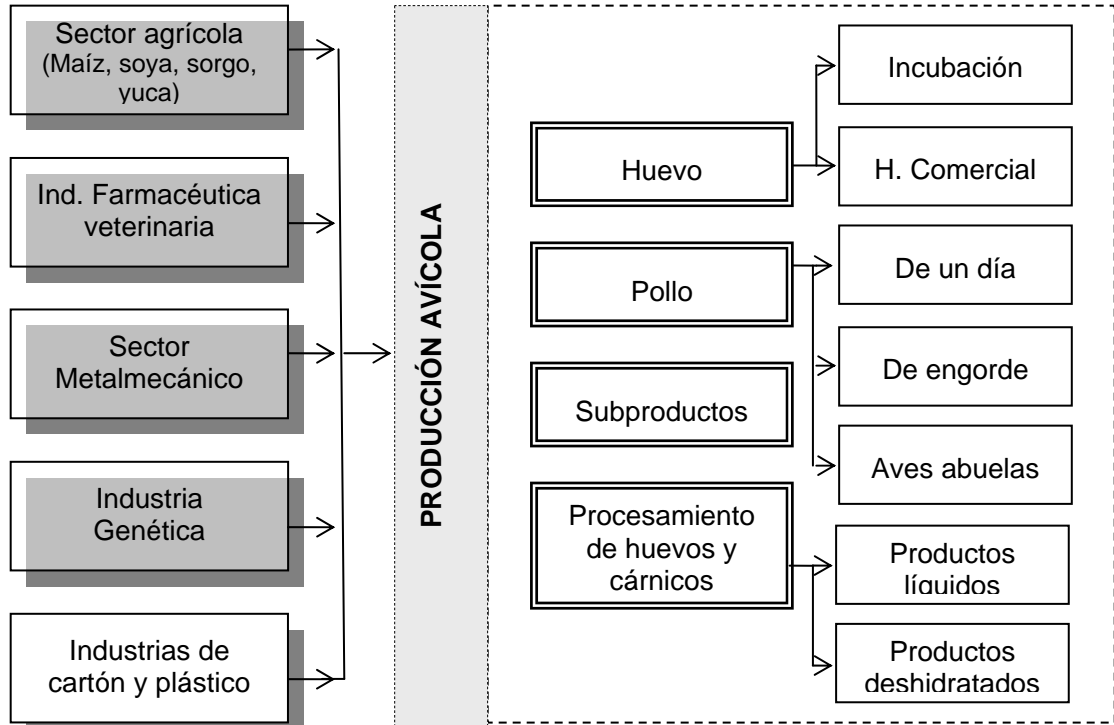 Sector agrícola
(Maíz, soya, sorgo,
yuca)
Ind. Farmacéutica
veterinaria
Sector
Metalmecánico
Industria
Genética
Industrias de
cartón y plástico
PRODUCCIÓN AVÍCOLA
Huevo
Pollo
Subproductos
Procesamiento
de huevos y
cárnicos
Incubación
H. Comercial
De un día
De engorde
Aves abuelas
Productos
líquidos
Productos
deshidratados